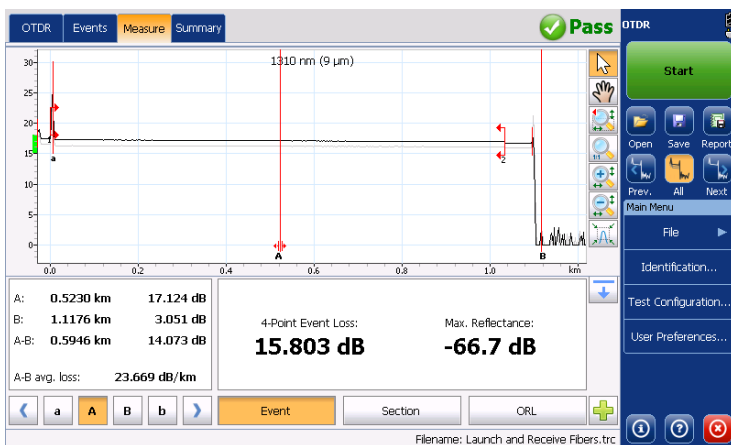 OTDR Events Measure Summary Pass OTDR
1310 nm (9 µm)
30
25
20
15
10
5
0
a
2
A
B
0.0 0.2 0.4 0.6 0.8 1.0 km
A: 0.5230 km 17.124 dB
B: 1.1176 km 3.051 dB
A-B: 0.5946 km 14.073 dB
A-B avg. loss: 23.669 dB/km
4-Point Event Loss:
15.803 dB
Max. Reflectance:
-66.7 dB
a A B b Event Section ORL
Filename: Launch and Receive Fibers.trc
Start
Open Save Report
1:1
Prev. All Next
Main Menu
File
Identification...
Test Configuration...
User Preferences...